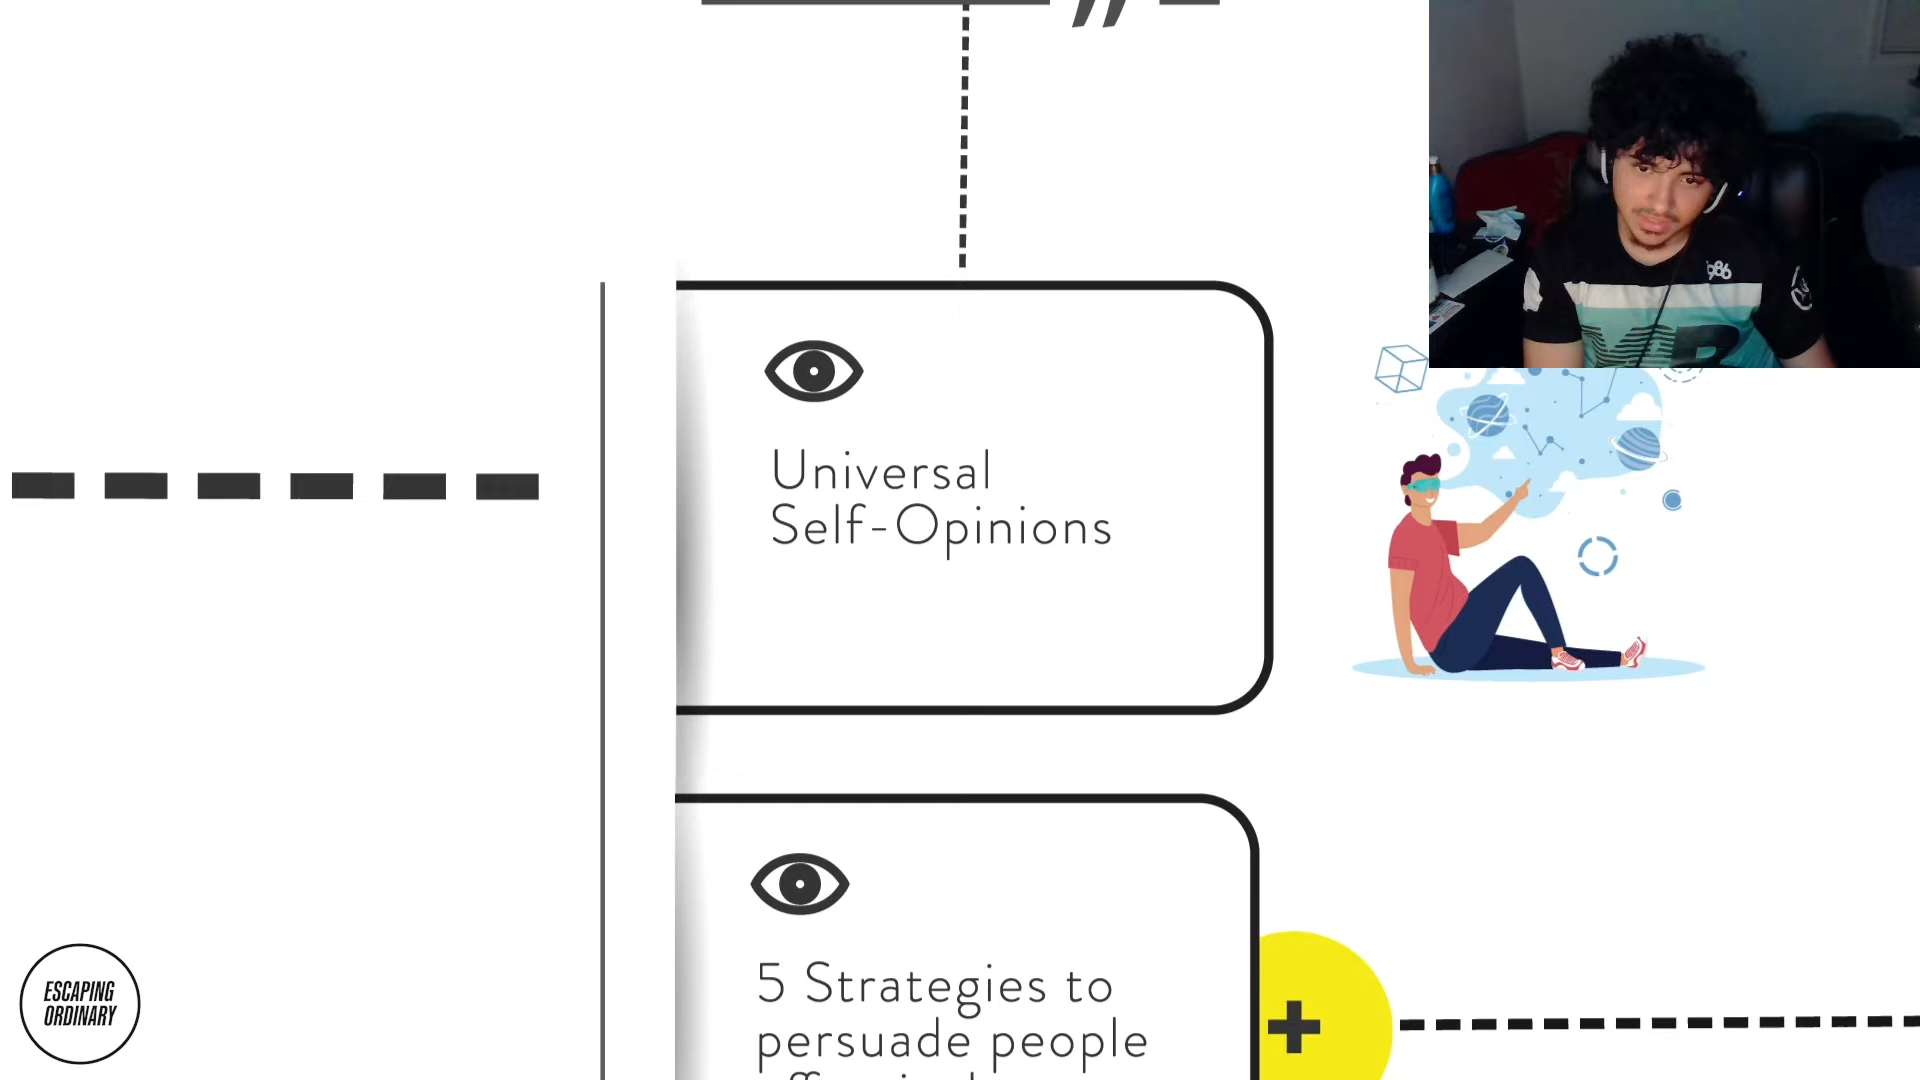 Universal
Self-Opinions
5 Strategies to
persuade people
ESCAPING
ORDINARY